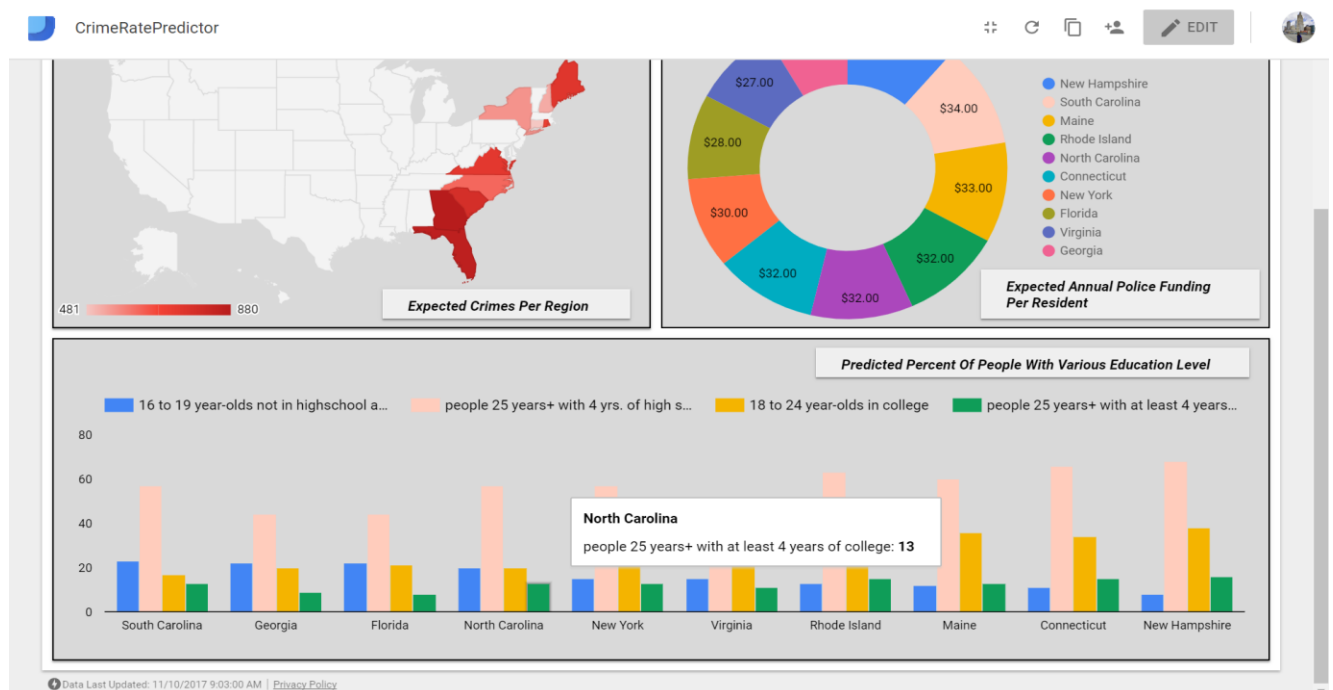 CrimeRatePredictor
EDIT
481
880
Expected Crimes Per Region
$27.00
$28.00
$30.00
$32.00
$32.00
$32.00
$33.00
$34.00
New Hampshire
South Carolina
Maine
Rhode Island
North Carolina
Connecticut
New York
Florida
Virginia
Georgia
Expected Annual Police Funding
Per Resident
Predicted Percent Of People With Various Education Level
16 to 19 year-olds not in highschool a...
people 25 years+ with 4 yrs. of high s...
18 to 24 year-olds in college
people 25 years+ with at least 4 years...
80
60
40
20
0
North Carolina
people 25 years+ with at least 4 years of college: 13
South Carolina
Georgia
Florida
North Carolina
New York
Virginia
Rhode Island
Maine
Connecticut
New Hampshire
Data Last Updated: 11/10/2017 9:03:00 AM | Privacy Policy